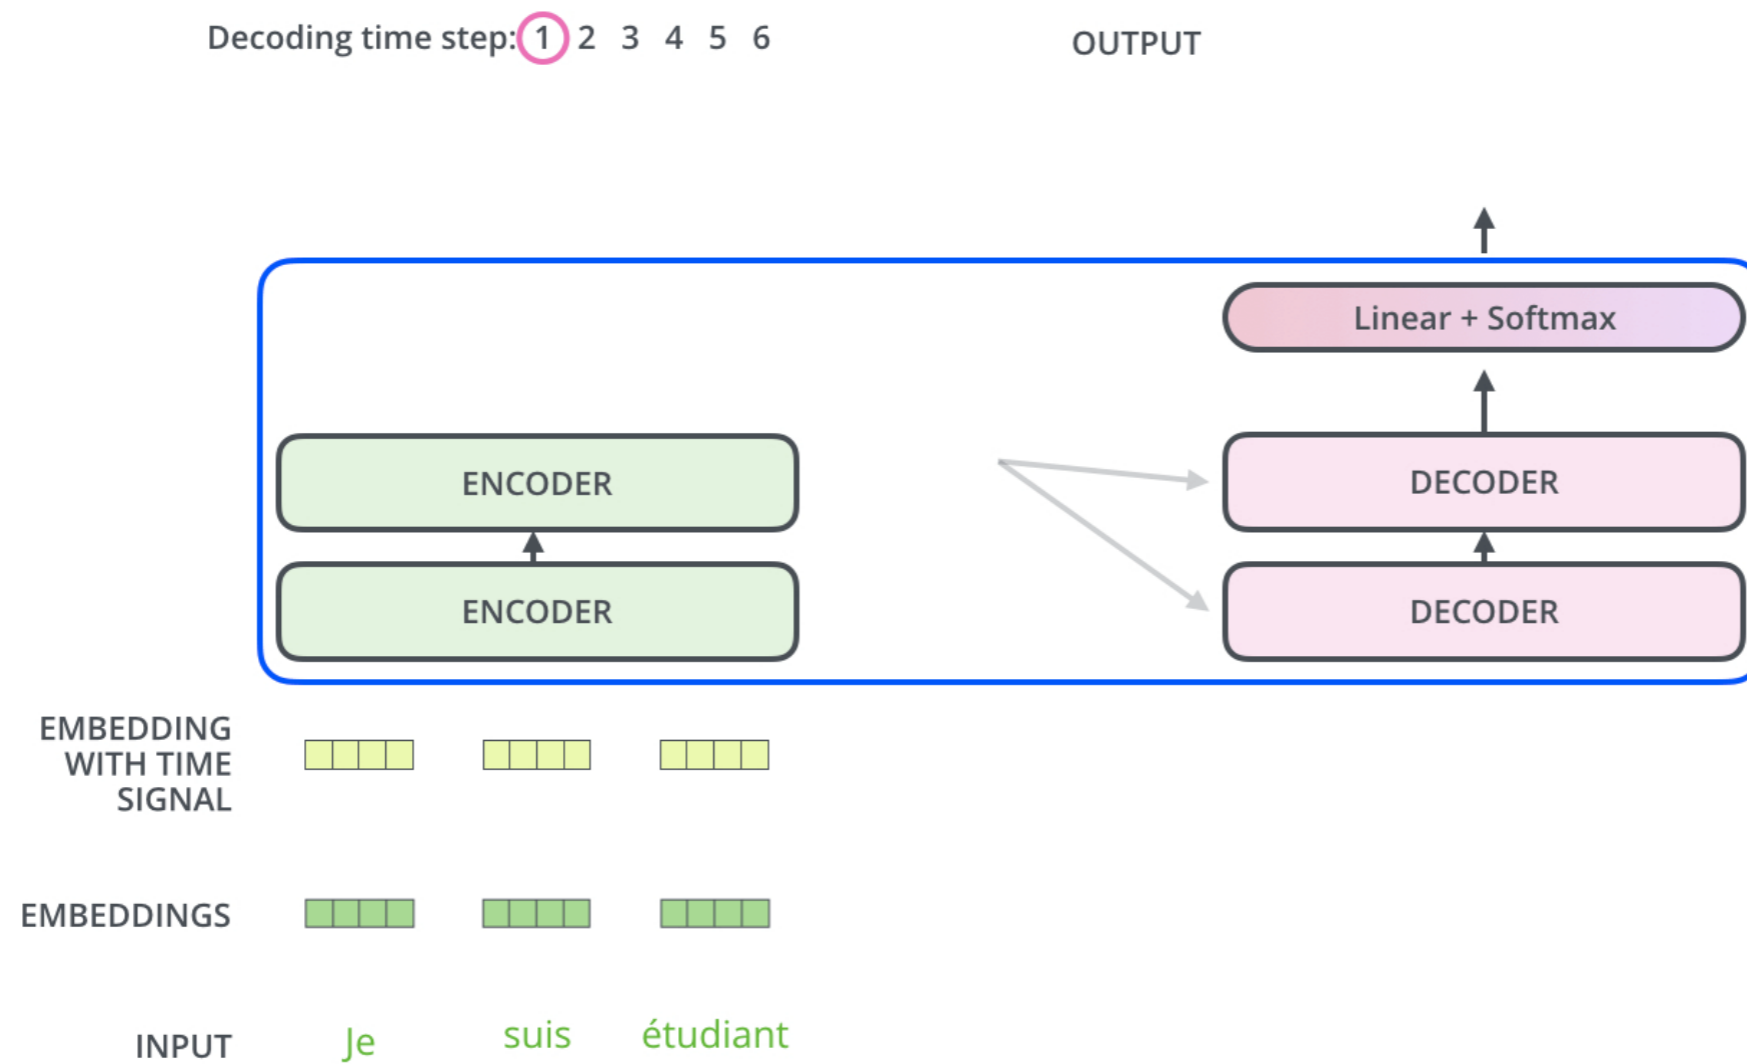 Decoding time step: 1 2 3 4 5 6
OUTPUT
Linear + Softmax
ENCODER
DECODER
ENCODER
DECODER
EMBEDDING
WITH TIME
SIGNAL
EMBEDDINGS
INPUT Je suis étudiant